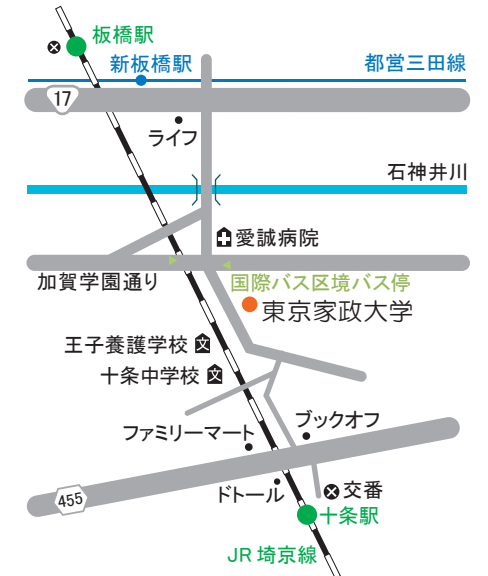 板橋駅
新板橋駅
都営三田線
17
ライフ
石神井川
愛誠病院
加賀学園通り
国際バス区境バス停
東京家政大学
王子養護学校
文
十条中学校
文
ブックオフ
ファミリーマート
ドトール
455
交番
十条駅
JR 埼京線